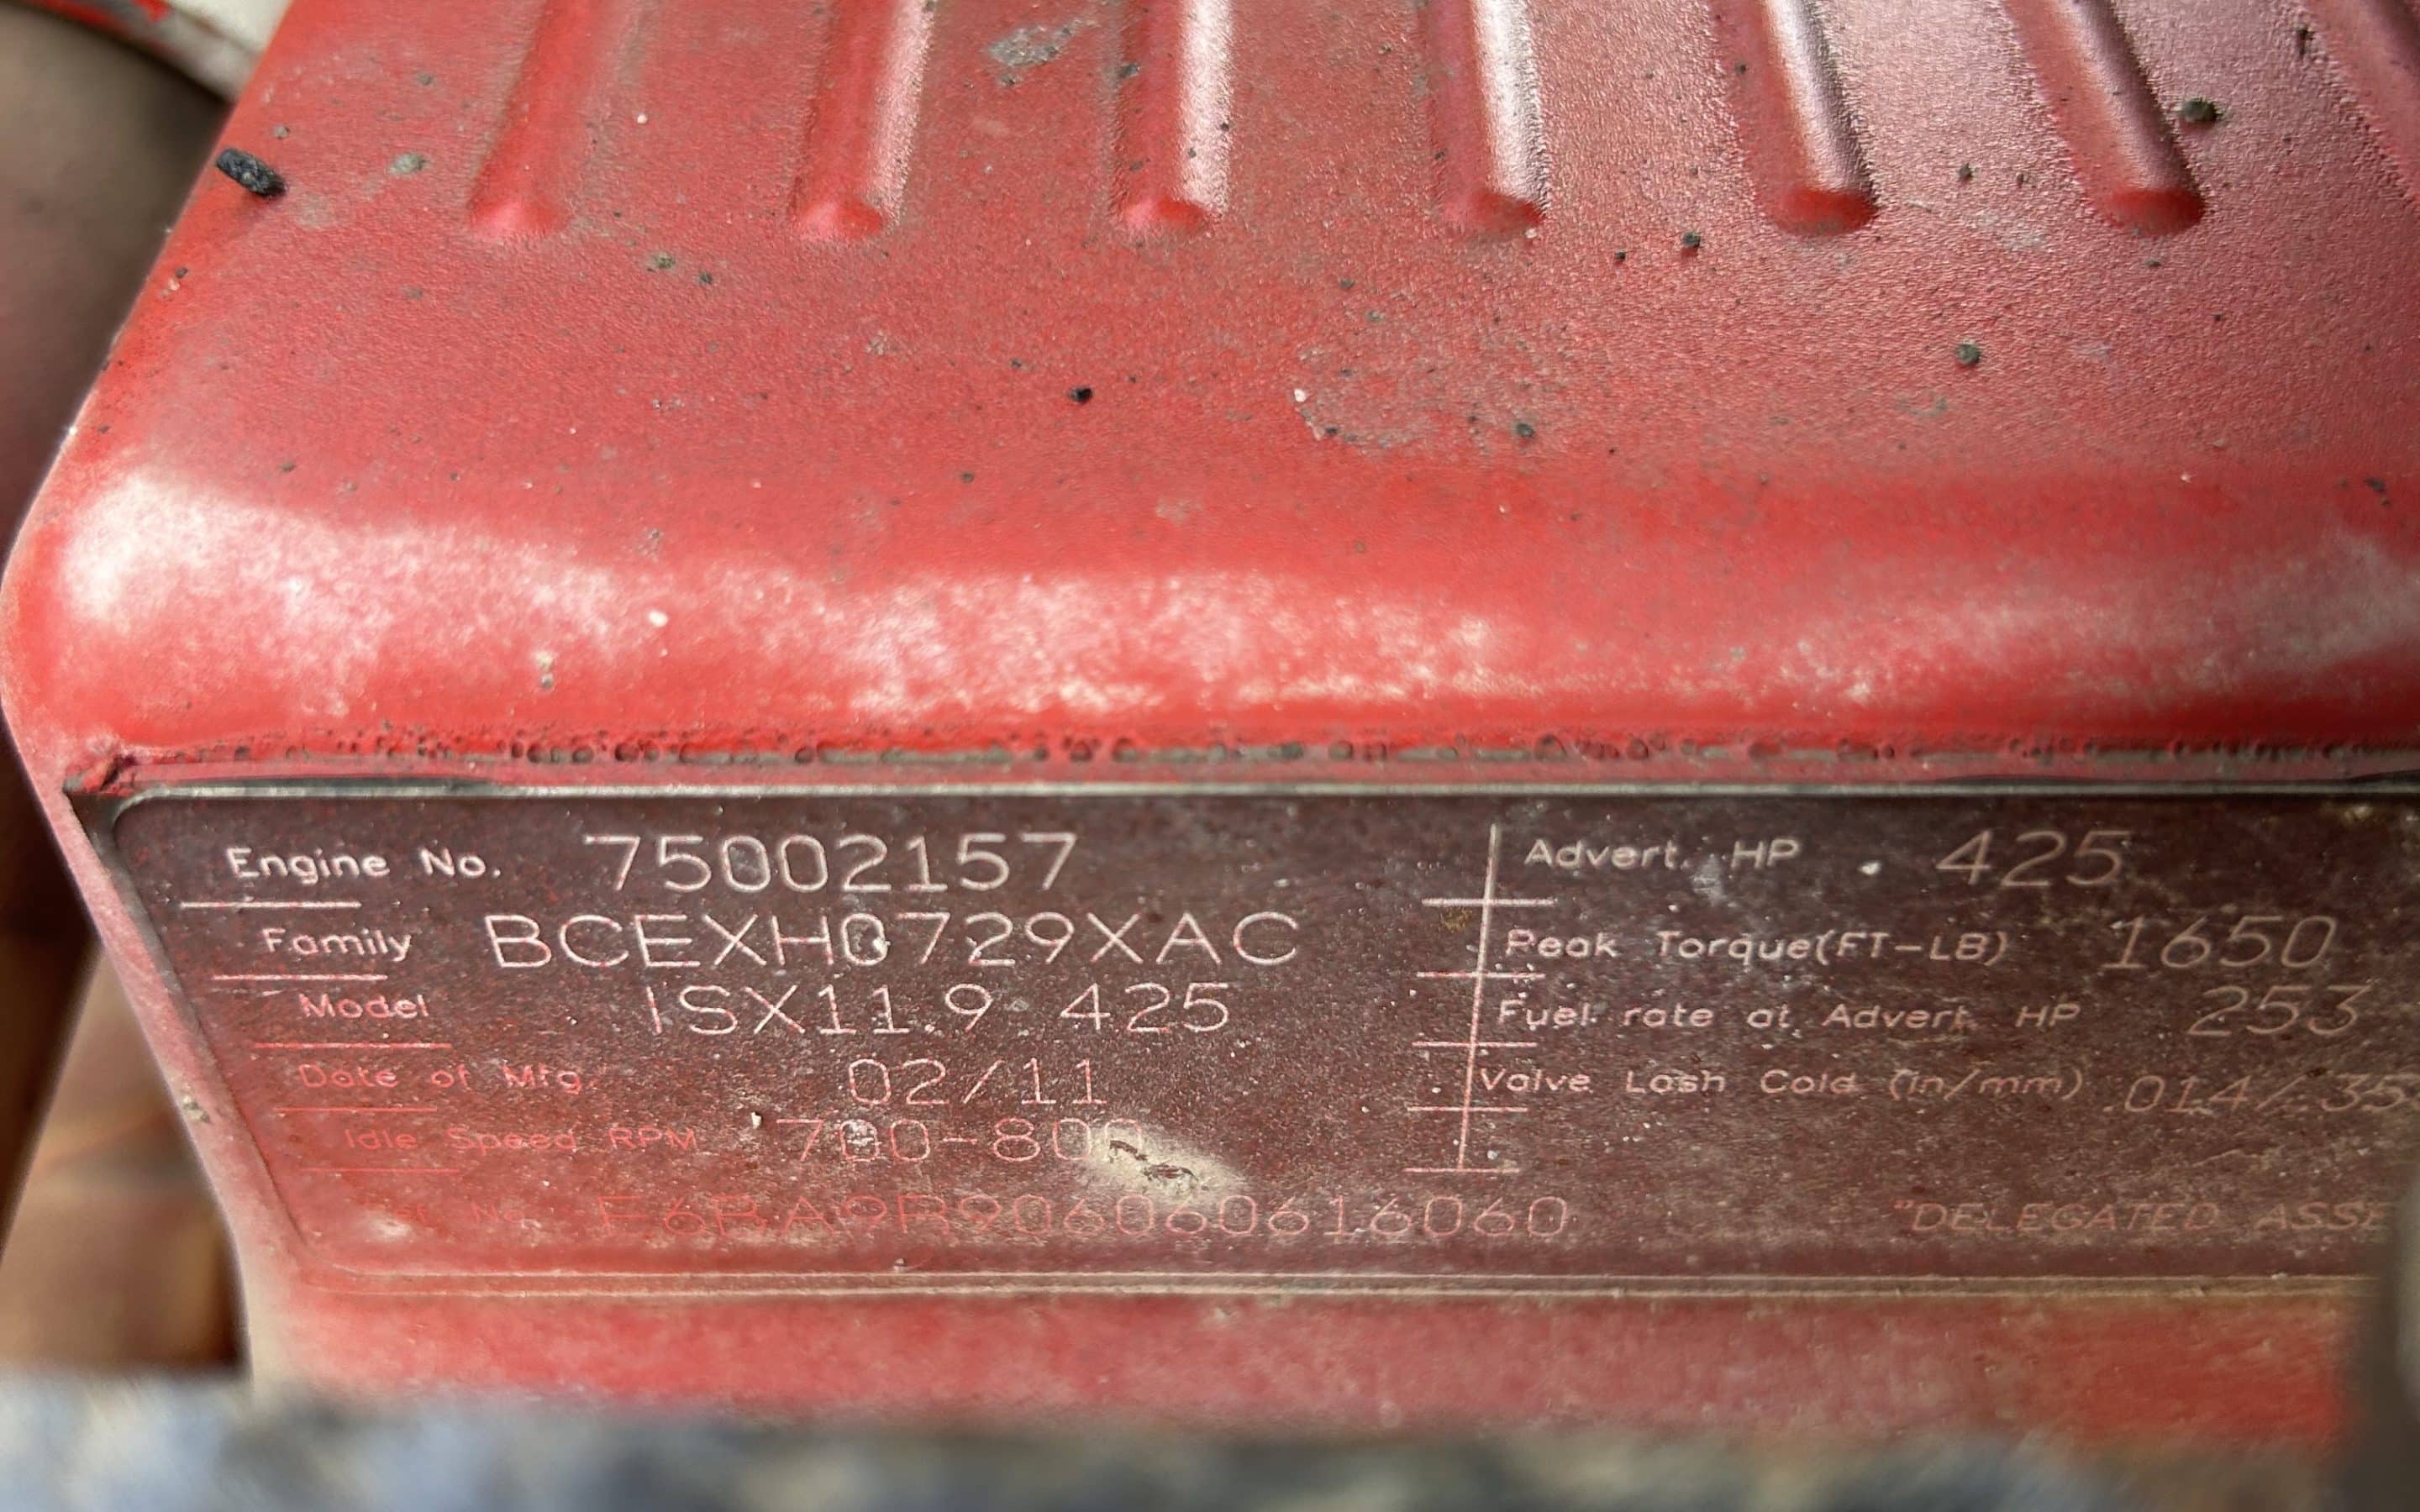 Engine No. 75002157
Family BCEXH0729XAC
Model ISX11.9 425
Date of Mfg. 02/11
Idle Speed RPM 700-800
Advert. HP 425
Peak Torque(FT-LB) 1650
Fuel rate at Advert. HP 253
Valve Lash Cold (in/mm) .014/.35
"DELEGATED